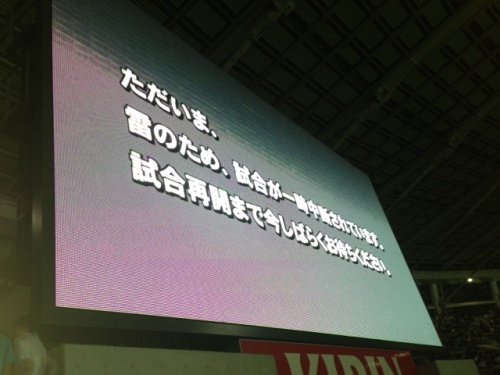 ただいま、
雷のため、試合が一時中断されています。
試合再開まで今しばらくお待ちください。
KIRIN